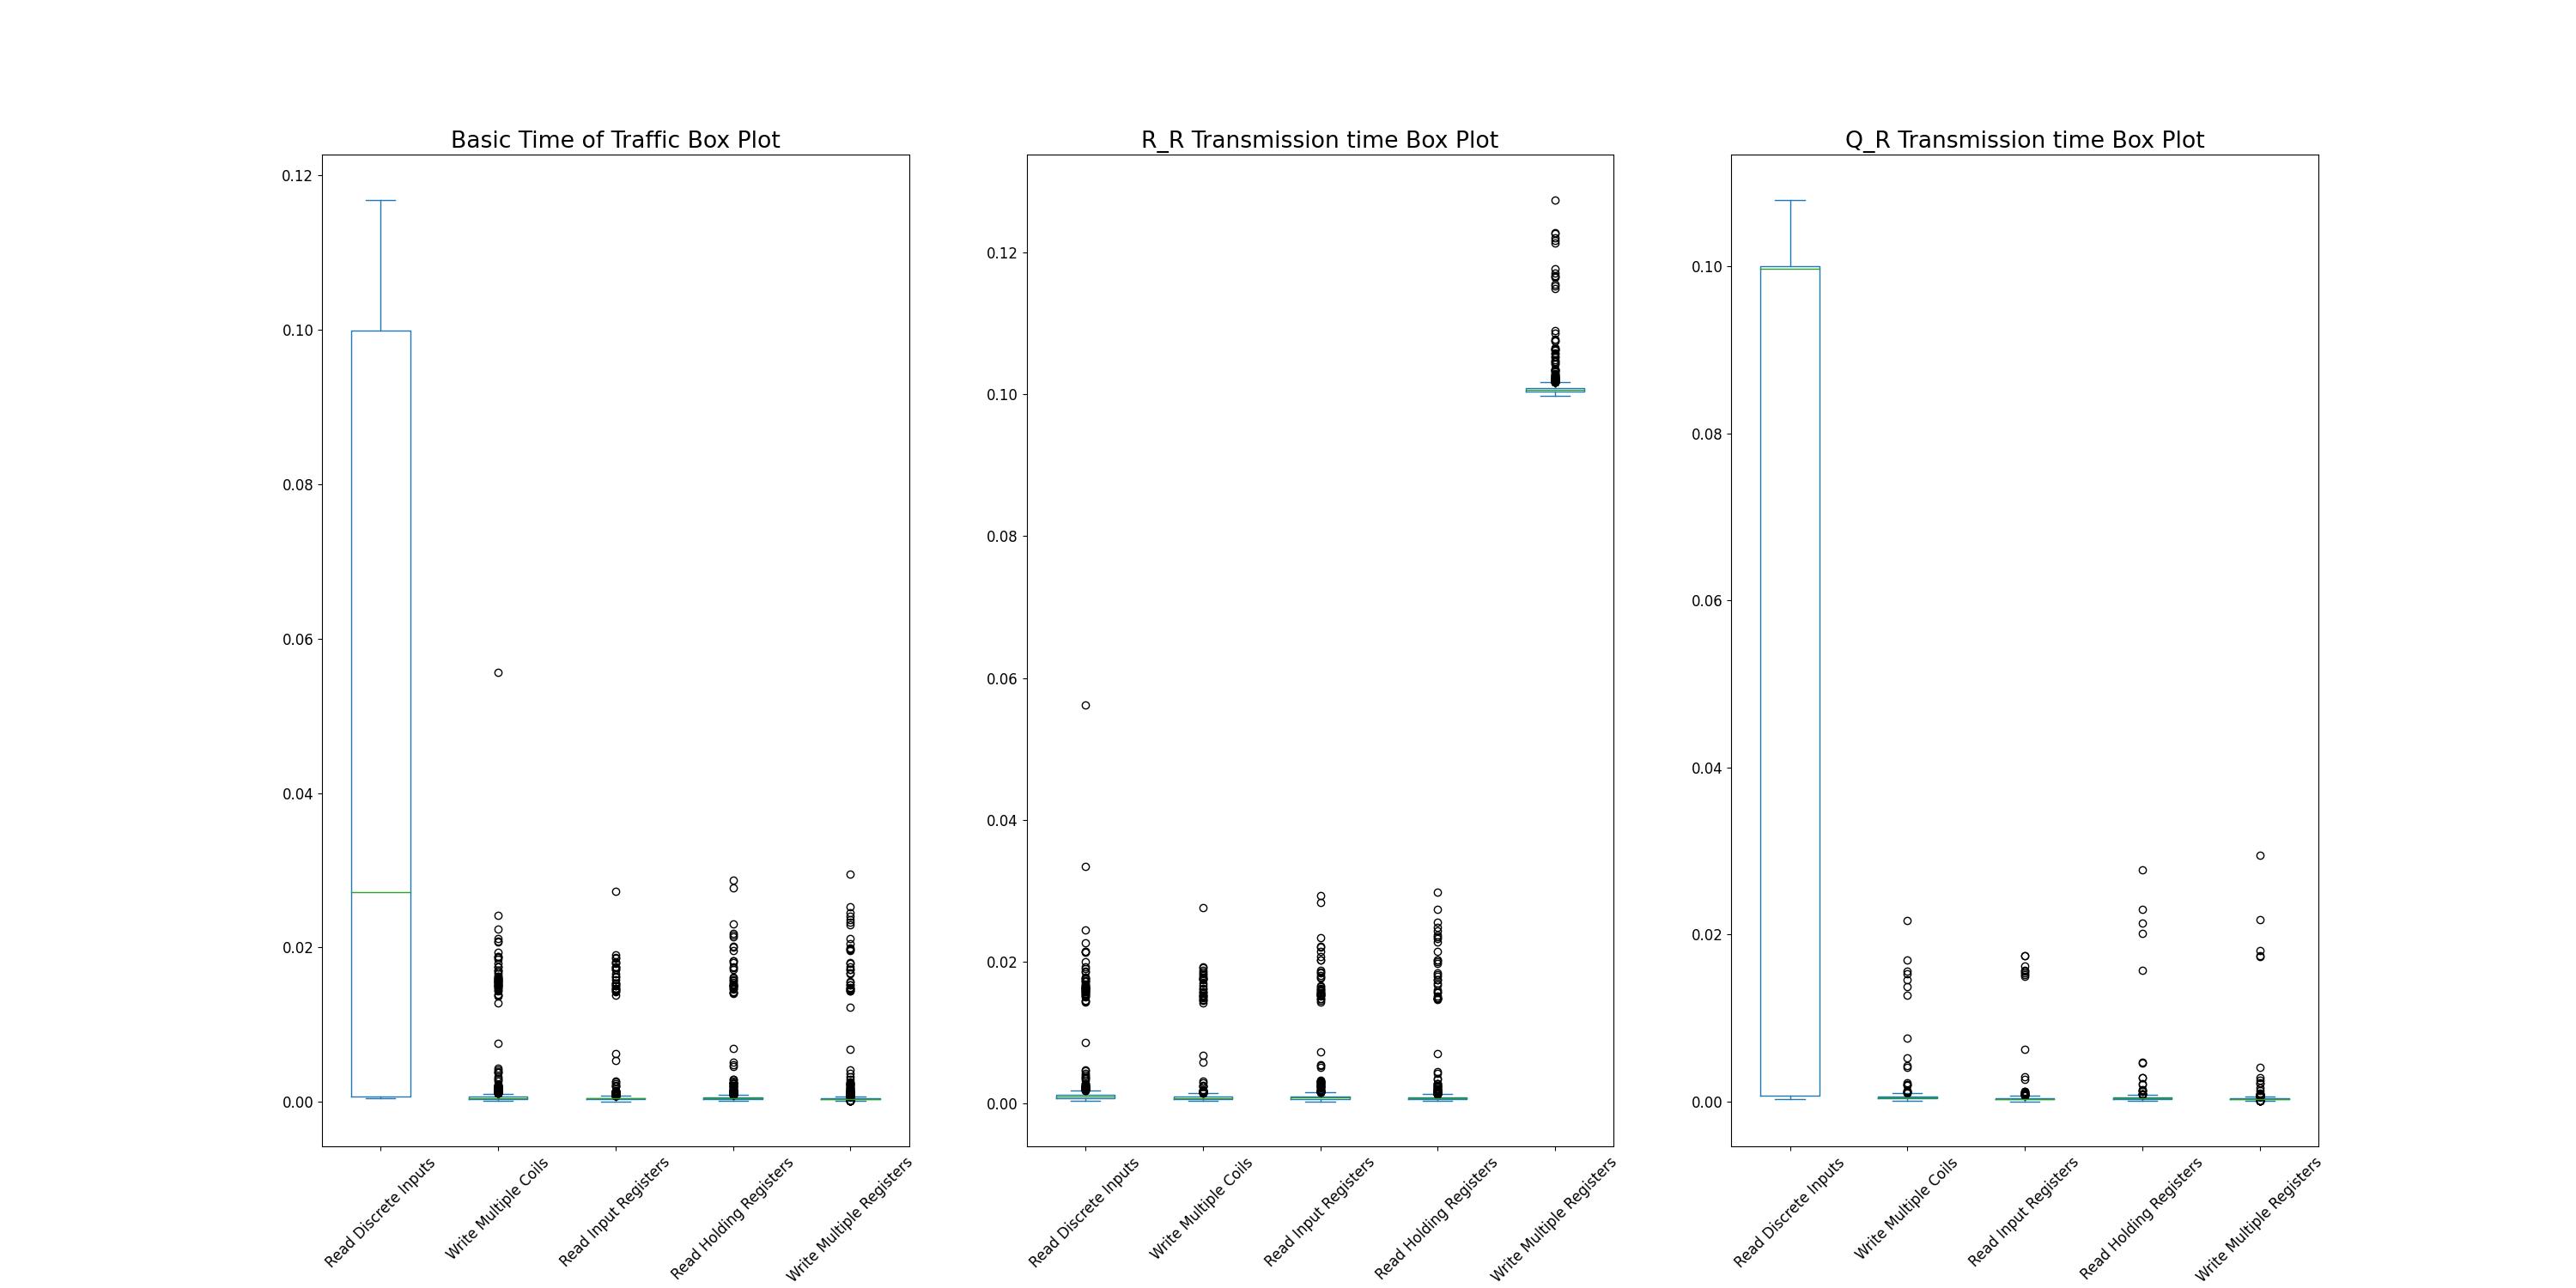 Basic Time of Traffic Box Plot
0.12
0.10
0.08
0.06
0.04
0.02
0.00
Read Discrete Inputs
Write Multiple Coils
Read Input Registers
Read Holding Registers
Write Multiple Registers
R_R Transmission time Box Plot
0.12
0.10
0.08
0.06
0.04
0.02
0.00
Read Discrete Inputs
Write Multiple Coils
Read Input Registers
Read Holding Registers
Write Multiple Registers
Q_R Transmission time Box Plot
0.10
0.08
0.06
0.04
0.02
0.00
Read Discrete Inputs
Write Multiple Coils
Read Input Registers
Read Holding Registers
Write Multiple Registers